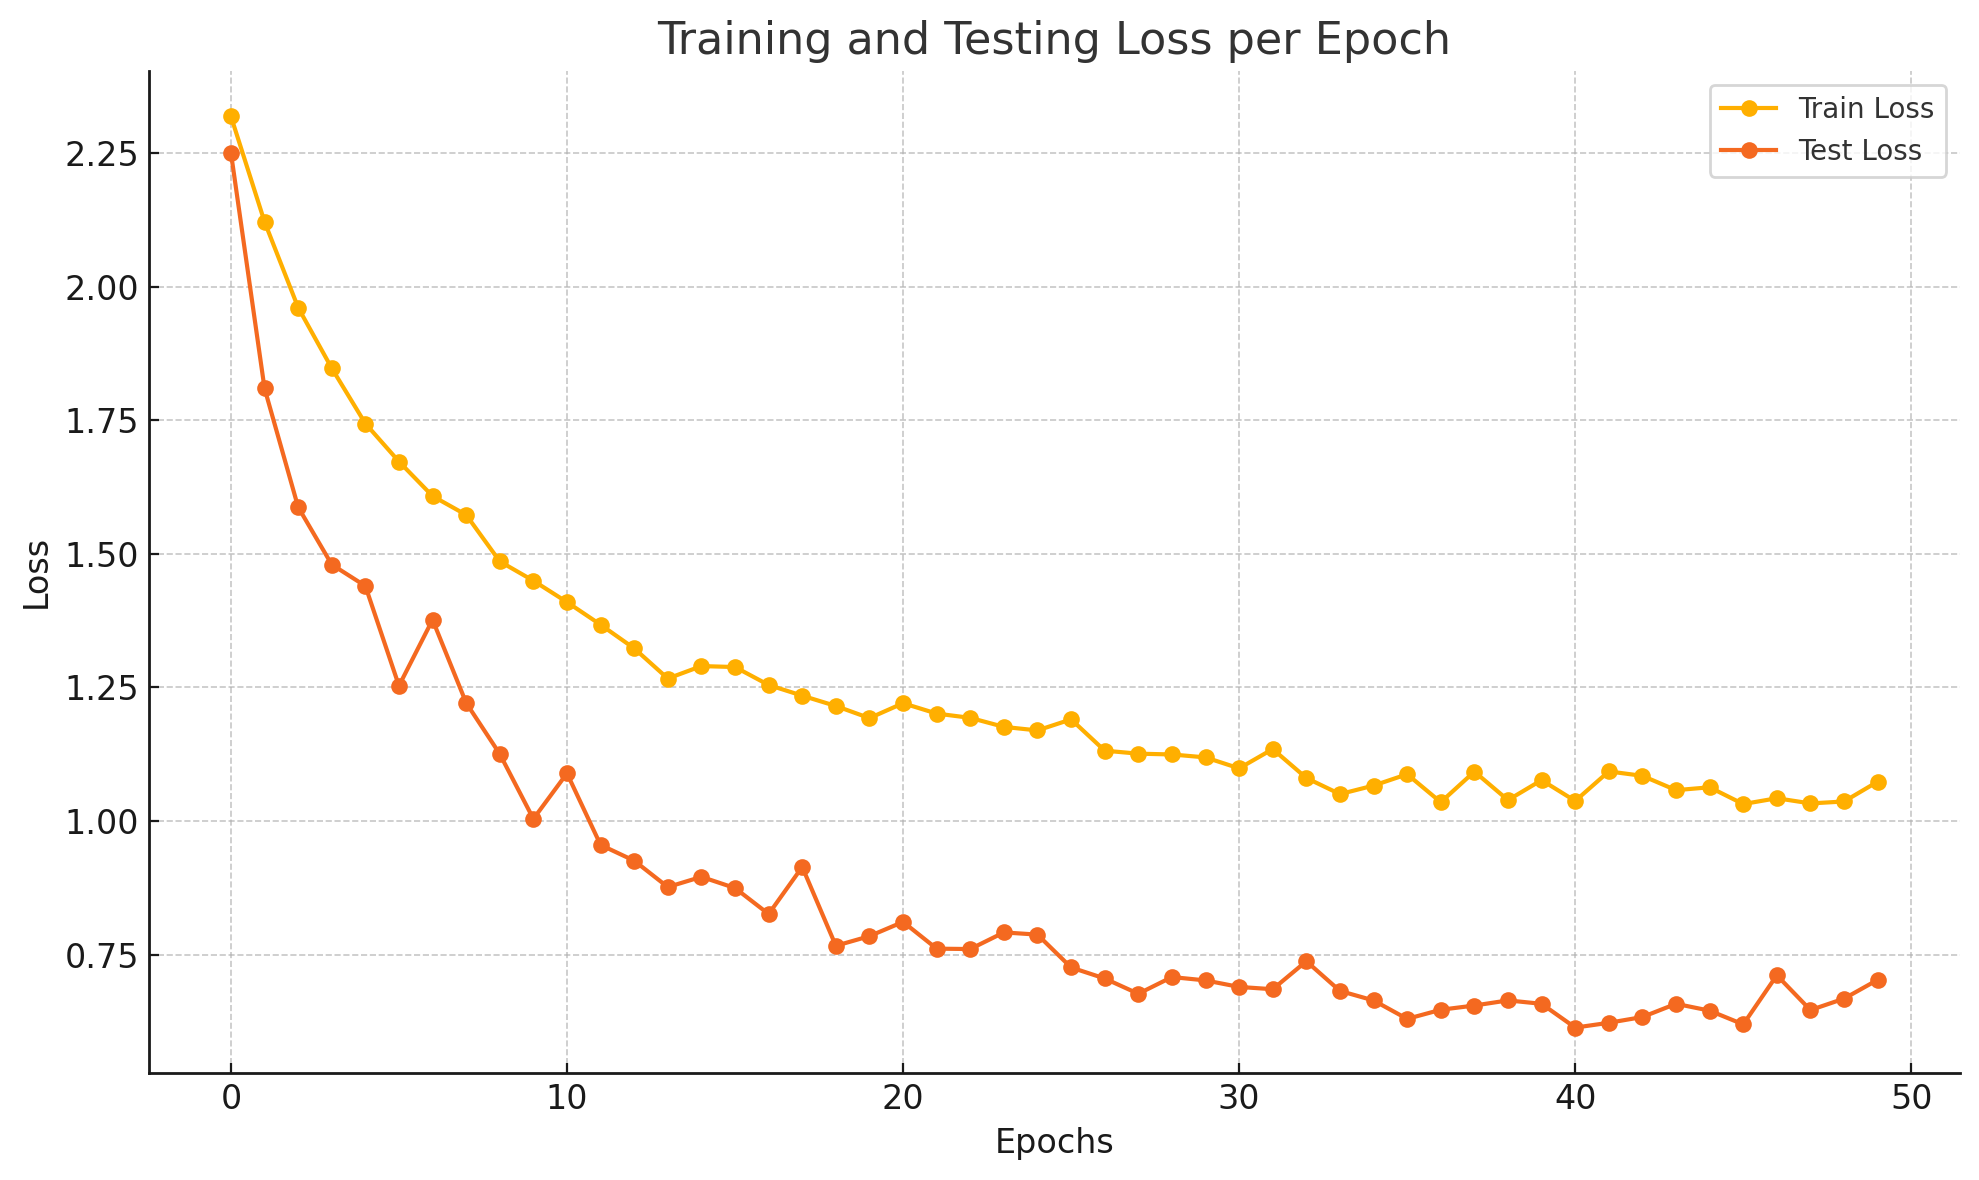 Training and Testing Loss per Epoch
Train Loss
Test Loss
2.25
2.00
1.75
1.50
1.25
1.00
0.75
Loss
0 10 20 30 40 50
Epochs